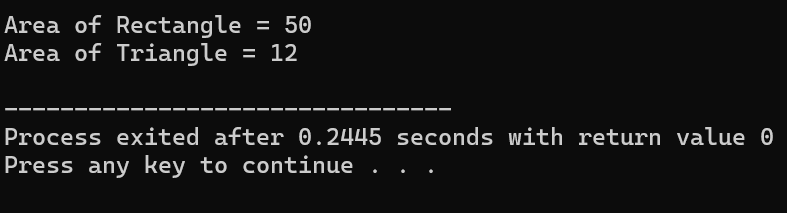 Area of Rectangle = 50
Area of Triangle = 12
--------------------------------
Process exited after 0.2445 seconds with return value 0
Press any key to continue . . .